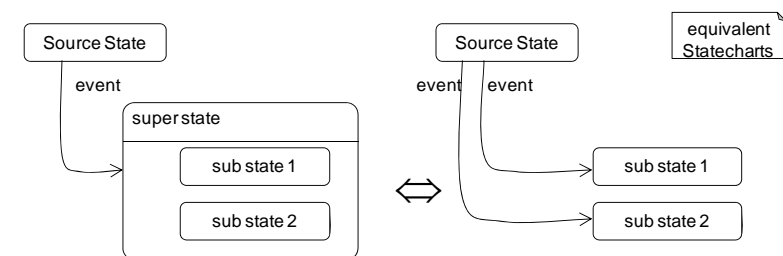 Source State
event
super state
sub state 1
sub state 2
Source State
event
event
sub state 1
sub state 2
equivalent
Statecharts